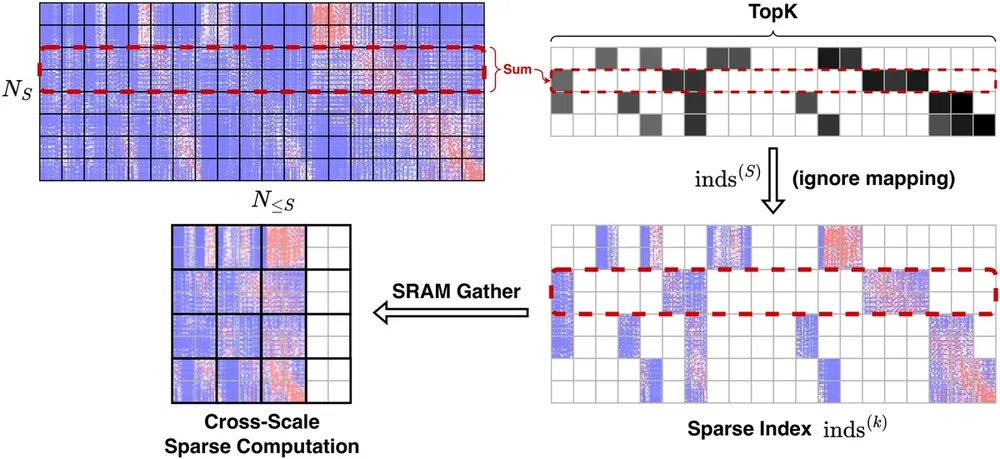 TopK
Sum
N_S
N_{≤S}
inds^{(S)}
(ignore mapping)
SRAM Gather
Cross-Scale
Sparse Computation
Sparse Index inds^{(k)}